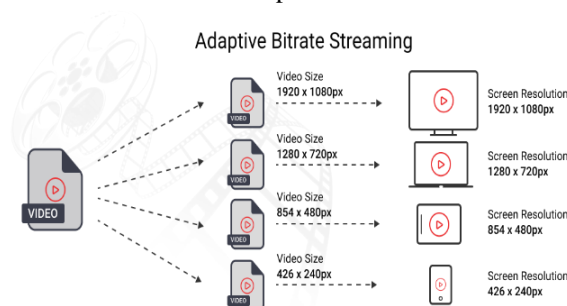 Adaptive Bitrate Streaming
VIDEO
Video Size
1920 x 1080px
VIDEO
Screen Resolution
1920 x 1080px
Video Size
1280 x 720px
VIDEO
Screen Resolution
1280 x 720px
Video Size
854 x 480px
VIDEO
Screen Resolution
854 x 480px
Video Size
426 x 240px
VIDEO
Screen Resolution
426 x 240px